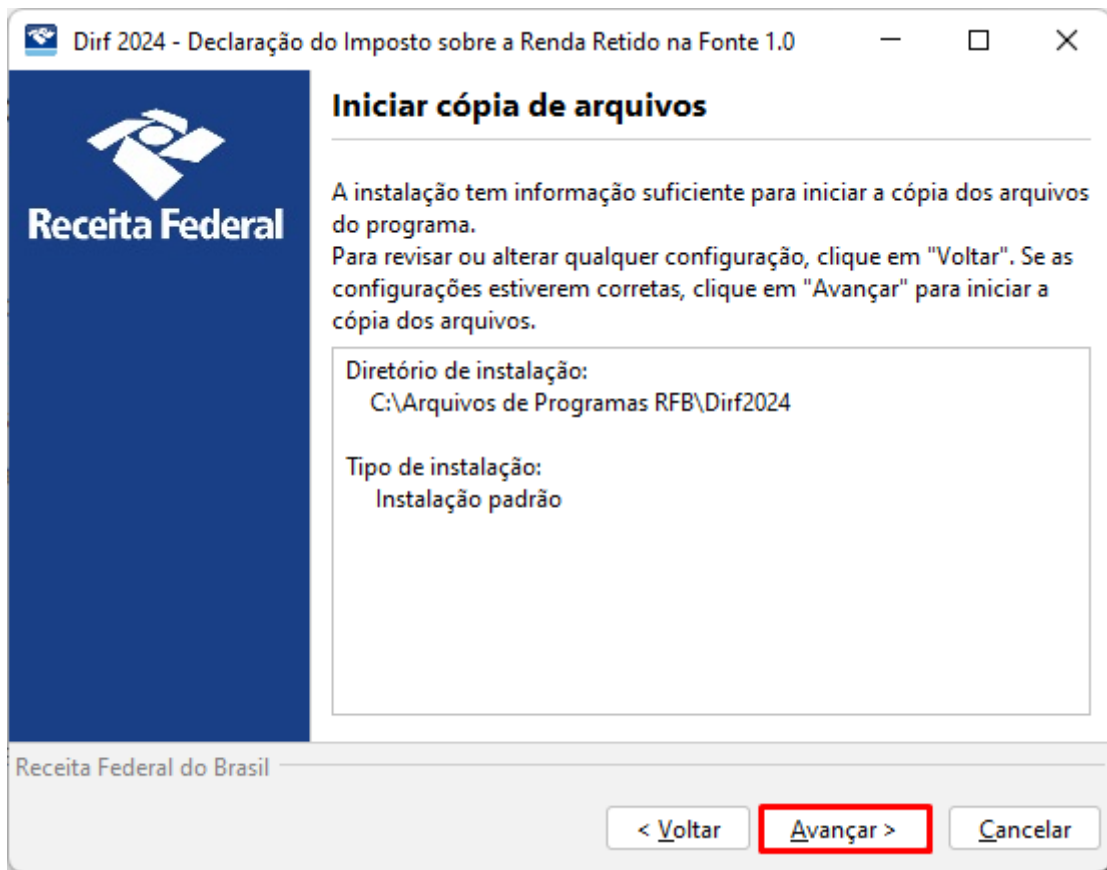 Dirf 2024 - Declaração do Imposto sobre a Renda Retido na Fonte 1.0
Receita Federal
Iniciar cópia de arquivos
A instalação tem informação suficiente para iniciar a cópia dos arquivos
do programa.
Para revisar ou alterar qualquer configuração, clique em "Voltar". Se as
configurações estiverem corretas, clique em "Avançar" para iniciar a
cópia dos arquivos.
Diretório de instalação:
C:\Arquivos de Programas RFB\Dirf2024
Tipo de instalação:
Instalação padrão
Receita Federal do Brasil
< Voltar
Avançar >
Cancelar